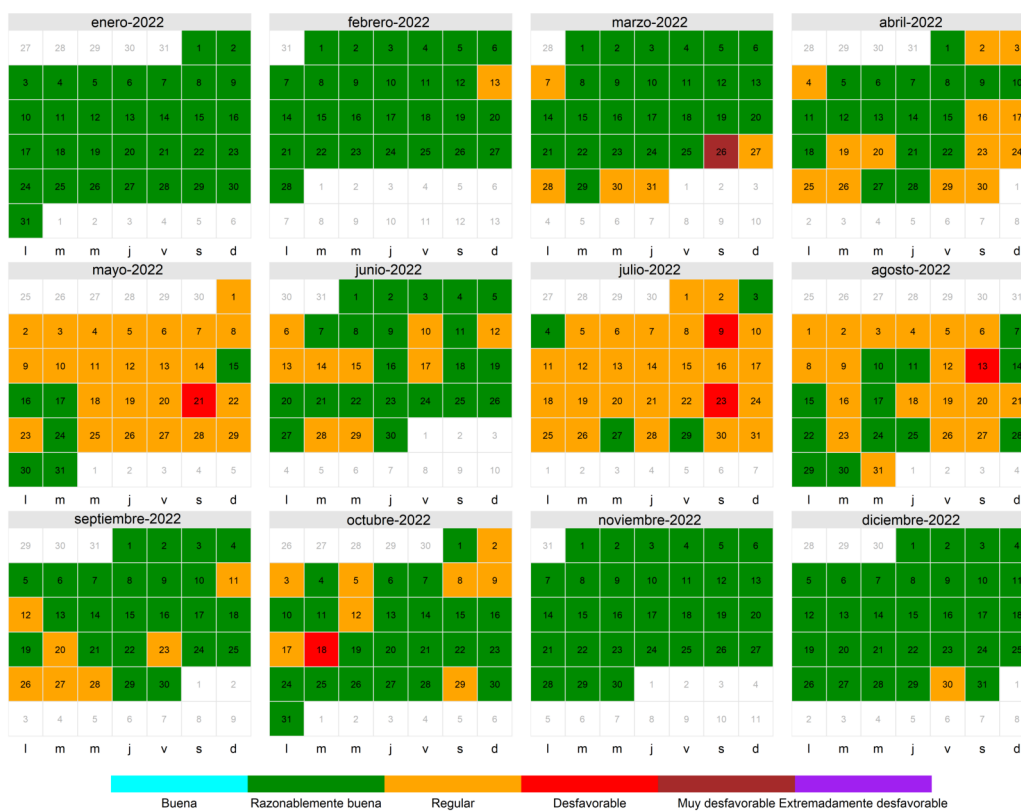 enero-2022
27 28 29 30 31 1 2
3 4 5 6 7 8 9
10 11 12 13 14 15 16
17 18 19 20 21 22 23
24 25 26 27 28 29 30
31 1 2 3 4 5 6
l m m j v s d
febrero-2022
31 1 2 3 4 5 6
7 8 9 10 11 12 13
14 15 16 17 18 19 20
21 22 23 24 25 26 27
28 1 2 3 4 5 6
7 8 9 10 11 12 13
l m m j v s d
marzo-2022
28 1 2 3 4 5 6
7 8 9 10 11 12 13
14 15 16 17 18 19 20
21 22 23 24 25 26 27
28 29 30 31 1 2 3
4 5 6 7 8 9 10
l m m j v s d
abril-2022
28 29 30 31 1 2 3
4 5 6 7 8 9 10
11 12 13 14 15 16 17
18 19 20 21 22 23 24
25 26 27 28 29 30 1
2 3 4 5 6 7 8
l m m j v s d
mayo-2022
25 26 27 28 29 30 1
2 3 4 5 6 7 8
9 10 11 12 13 14 15
16 17 18 19 20 21 22
23 24 25 26 27 28 29
30 31 1 2 3 4 5
l m m j v s d
junio-2022
30 31 1 2 3 4 5
6 7 8 9 10 11 12
13 14 15 16 17 18 19
20 21 22 23 24 25 26
27 28 29 30 1 2 3
4 5 6 7 8 9 10
l m m j v s d
julio-2022
27 28 29 30 1 2 3
4 5 6 7 8 9 10
11 12 13 14 15 16 17
18 19 20 21 22 23 24
25 26 27 28 29 30 31
1 2 3 4 5 6 7
l m m j v s d
agosto-2022
25 26 27 28 29 30 31
1 2 3 4 5 6 7
8 9 10 11 12 13 14
15 16 17 18 19 20 21
22 23 24 25 26 27 28
29 30 31 1 2 3 4
l m m j v s d
septiembre-2022
29 30 31 1 2 3 4
5 6 7 8 9 10 11
12 13 14 15 16 17 18
19 20 21 22 23 24 25
26 27 28 29 30 1 2
3 4 5 6 7 8 9
l m m j v s d
octubre-2022
26 27 28 29 30 1 2
3 4 5 6 7 8 9
10 11 12 13 14 15 16
17 18 19 20 21 22 23
24 25 26 27 28 29 30
31 1 2 3 4 5 6
l m m j v s d
noviembre-2022
31 1 2 3 4 5 6
7 8 9 10 11 12 13
14 15 16 17 18 19 20
21 22 23 24 25 26 27
28 29 30 1 2 3 4
5 6 7 8 9 10 11
l m m j v s d
diciembre-2022
28 29 30 1 2 3 4
5 6 7 8 9 10 11
12 13 14 15 16 17 18
19 20 21 22 23 24 25
26 27 28 29 30 31 1
2 3 4 5 6 7 8
l m m j v s d
Buena Razonablemente buena Regular Desfavorable Muy desfavorable Extremadamente desfavorable